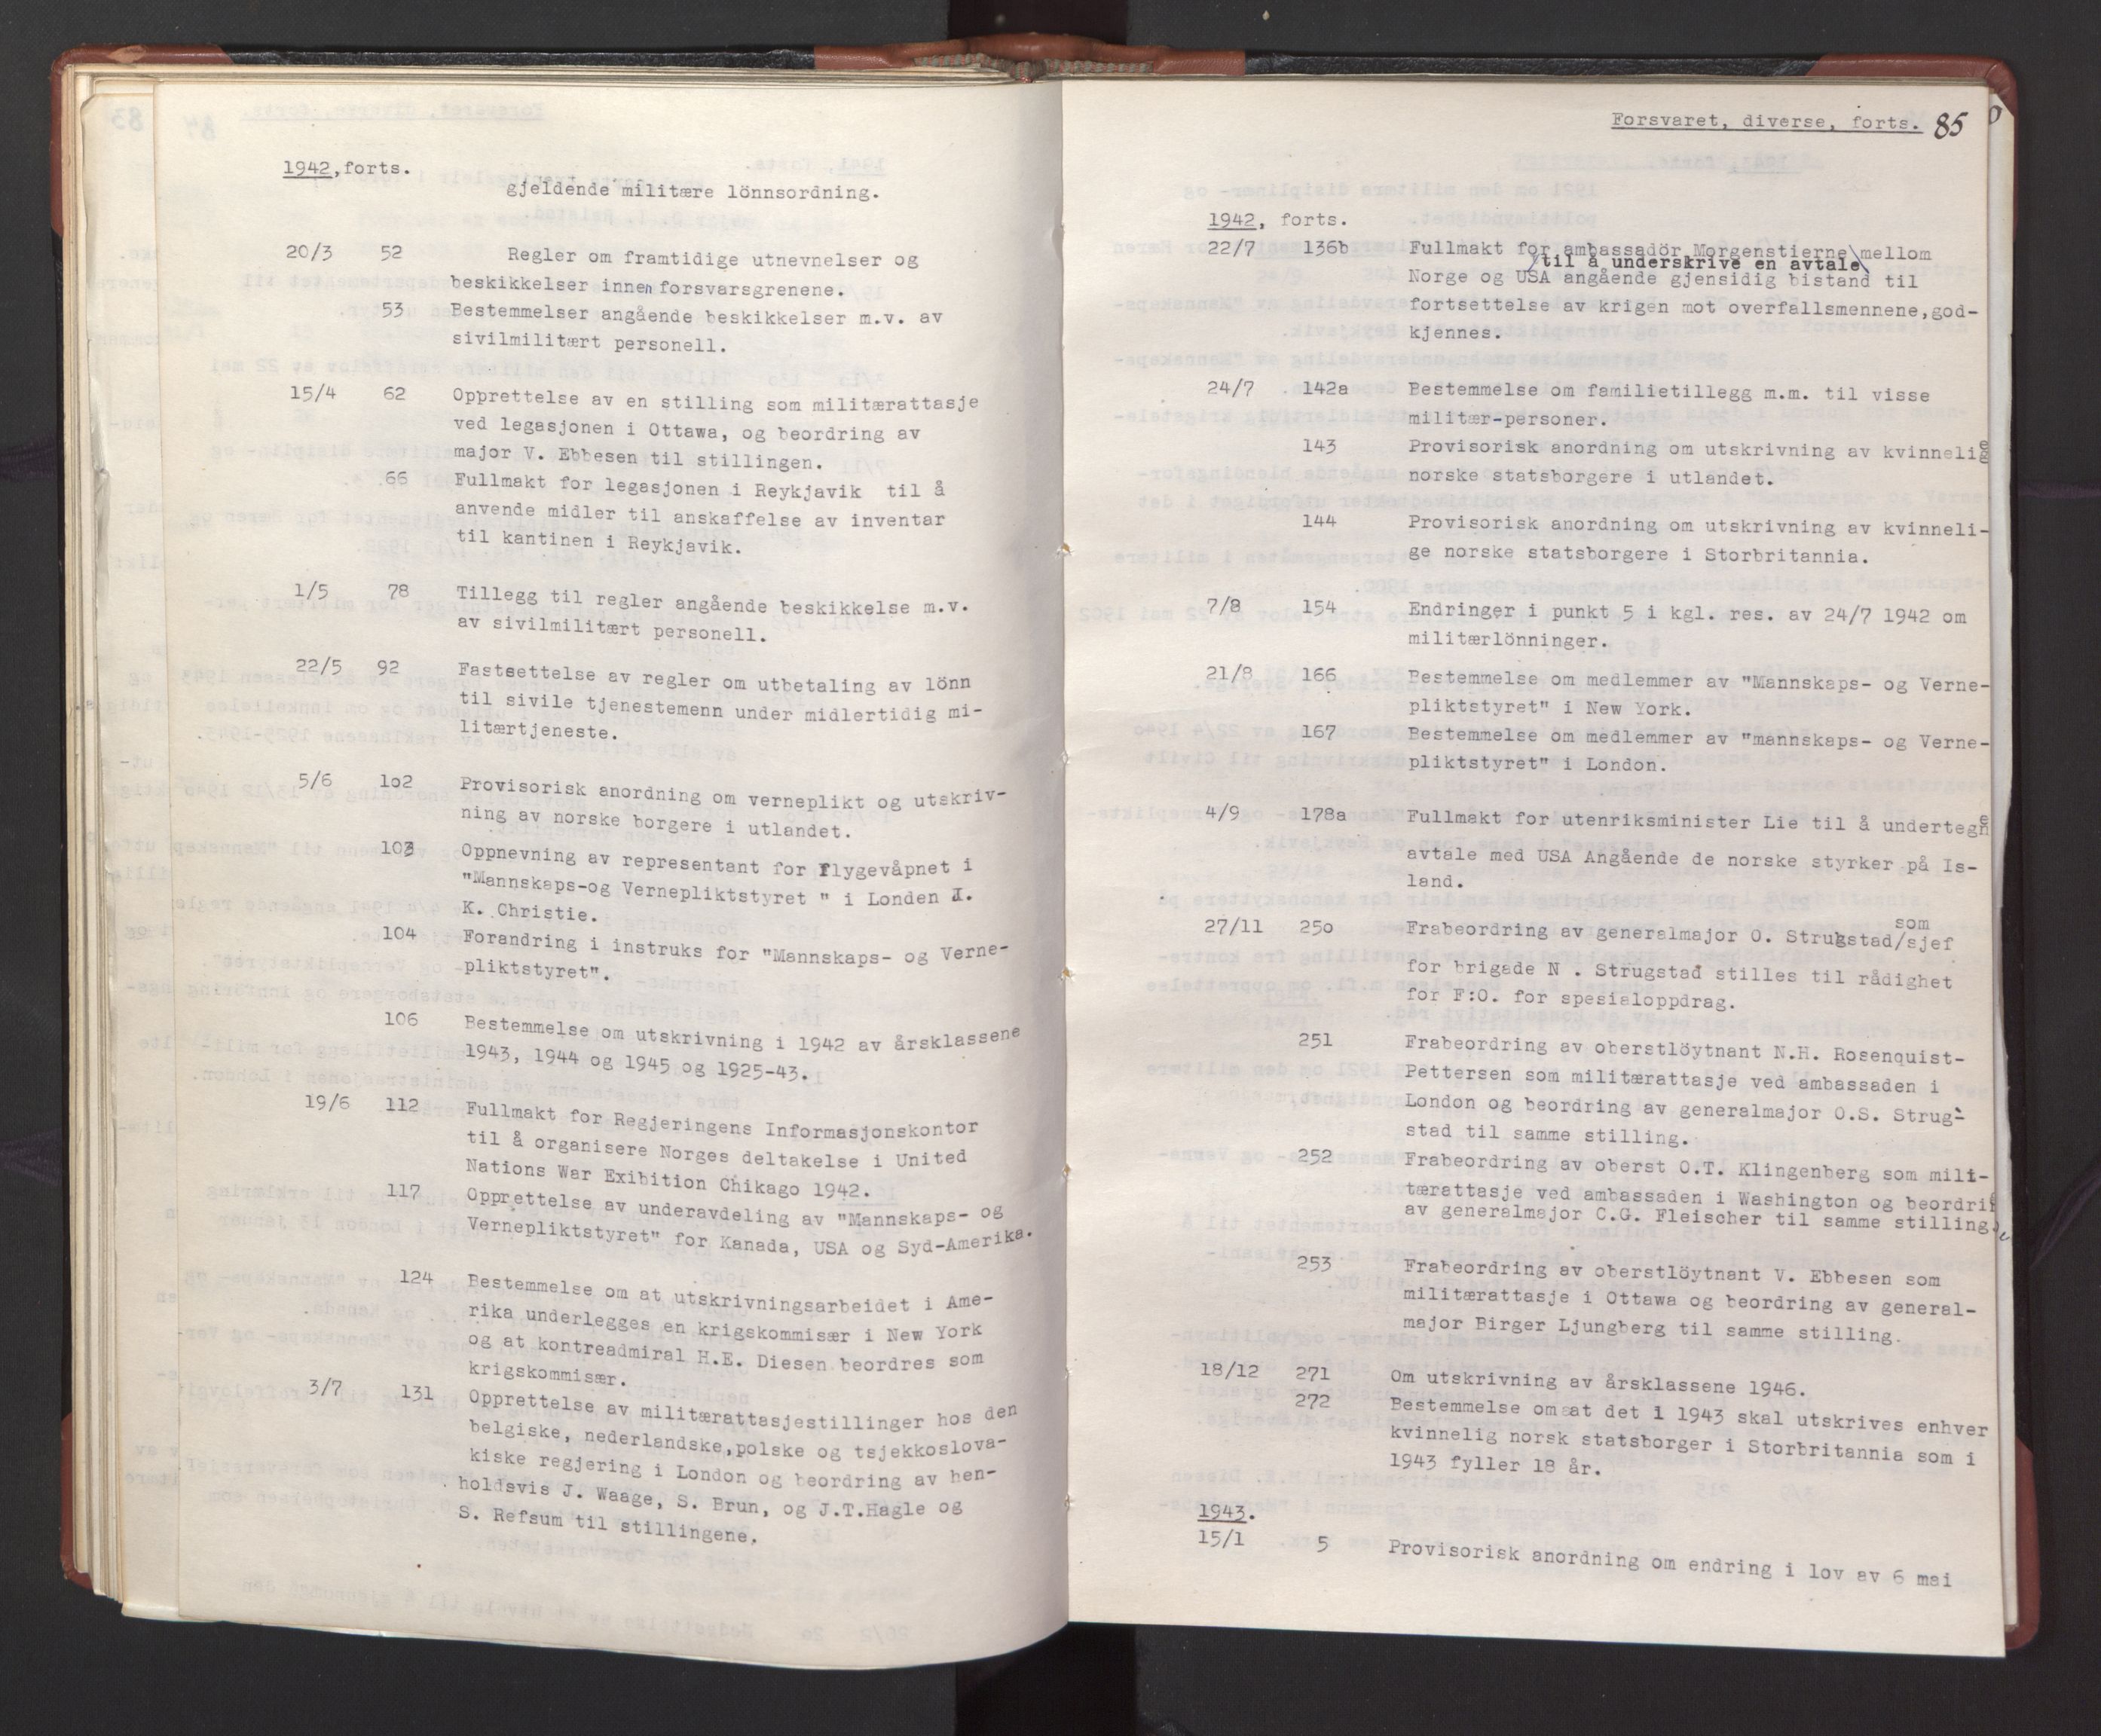 1942, forts.
gjeldende militære lönnsordning.
20/3 52 Regler om framtidige utnevnelser og
beskikkelser innen forsvarsgrenene.
53 Bestemmelser angående beskikkelser m.v. av
sivilmilitært personell.
15/4 62 Opprettelse av en stilling som militærattasje
ved legasjonen i Ottawa, og beordring av
major V. Ebbesen til stillingen.
66 Fullmakt for legasjonen i Reykjavik til å
anvende midler til anskaffelse av inventar
til kantinen i Reykjavik.
1/5 78 Tillegg til regler angående beskikkelse m.v.
av sivilmilitært personell.
22/5 92 Fastsettelse av regler om utbetaling av lönn
til sivile tjenestemenn under midlertidig mi-
litærtjeneste.
5/6 1o2 Provisorisk anordning om verneplikt og utskriv-
ning av norske borgere i utlandet.
103 Oppnevning av representant for Flygevåpnet i
"Mannskaps-og Vernepliktstyret " i Londen I.
K. Christie.
104 Forandring i instruks for "Mannskaps- og Verne-
pliktstyret".
106 Bestemmelse om utskrivning i 1942 av årsklassene
1943, 1944 og 1945 og 1925-43.
19/6 112 Fullmakt for Regjeringens Informasjonskontor
til å organisere Norges deltakelse i United
Nations War Exibition Chikago 1942.
117 Opprettelse av underavdeling av "Mannskaps- og
Vernepliktstyret" for Kanada, USA og Syd-Amerika.
124 Bestemmelse om at utskrivningsarbeidet i Ame-
rika underlegges en krigskommisær i New York
og at kontreadmiral H.E. Diesen beordres som
krigskommisær.
3/7 131 Opprettelse av militærattasjestillinger hos den
belgiske, nederlandske,polske og tsjekkoslova-
kiske regjering i London og beordring av hen-
holdsvis J. Waage, S. Brun, og J.T.Hagle og
S. Refsum til stillingene.
Forsvaret, diverse, forts. 85
1942, forts.
22/7 136b Fullmakt for ambassadör Morgenstierne\mellom
/til å underskrive en avtale\
Norge og USA angående gjensidig bistand til
fortsettelse av krigen mot overfallsmennene,god-
kjennes.
24/7 142a Bestemmelse om familietillegg m.m. til visse
militær-personer.
143 Provisorisk anordning om utskrivning av kvinnelige
norske statsborgere i utlandet.
144 Provisorisk anordning om utskrivning av kvinneli-
ge norske statsborgere i Storbritannia.
7/8 154 Endringer i punkt 5 i kgl. res. av 24/7 1942 om
militærlönninger.
21/8 166 Bestemmelse om medlemmer av "Mannskaps- og Verne-
pliktstyret" i New York.
167 Bestemmelse om medlemmer av "mannskaps- og Verne-
pliktstyret" i London.
4/9 178a Fullmakt for utenriksminister Lie til å undertegne
avtale med USA Angående de norske styrker på Is-
land.
27/11 25o Frabeordring av generalmajor O. Strugstad/sjef
som
for brigade N . Strugstad stilles til rådighet
for F:O. for spesialoppdrag.
251 Frabeordring av oberstlöytnant N.H. Rosenquist-
Pettersen som militærattasje ved ambassaden i
London og beordring av generalmajor O.S. Strug-
stad til samme stilling.
252 Frabeordring av oberst O.T. Klingenberg som mili-
tærattasje ved ambassaden i Washington og
av generalmajor C.G. Fleischer til samme stilling.
253 Frabeordring av oberstlöytnant V. Ebbesen som
militærattasje i Ottawa og beordring av general-
major Birger Ljungberg til samme stilling.
18/12 271 Om utskrivning av årsklassene 1946.
272 Bestemmelse om at det i 1943 skal utskrives enhver
kvinnelig norsk statsborger i Storbritannia som i
1943 fyller 18 år.
1943.
15/1 5 Provisorisk anordning om endring i lov av 6 mai